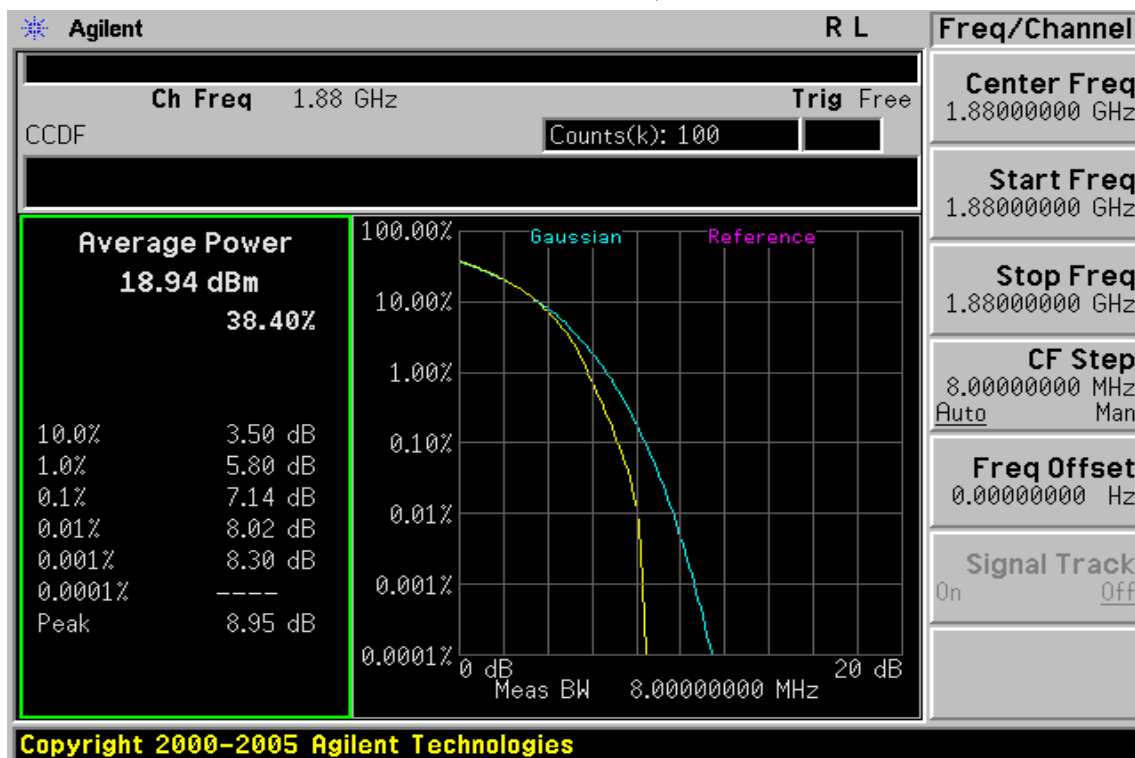 Agilent R L Freq/Channel
Ch Freq 1.88 GHz Trig Free
CCDF Counts(k): 100
Average Power
18.94 dBm
38.40%
10.0% 3.50 dB
1.0% 5.80 dB
0.1% 7.14 dB
0.01% 8.02 dB
0.001% 8.30 dB
0.0001% ----
Peak 8.95 dB
Gaussian Reference
100.00%
10.00%
1.00%
0.10%
0.01%
0.001%
0.0001%
0 dB 20 dB
Meas BW 8.00000000 MHz
Center Freq
1.88000000 GHz
Start Freq
1.88000000 GHz
Stop Freq
1.88000000 GHz
CF Step
8.00000000 MHz
Auto Man
Freq Offset
0.00000000 Hz
Signal Track
On Off
Copyright 2000-2005 Agilent Technologies